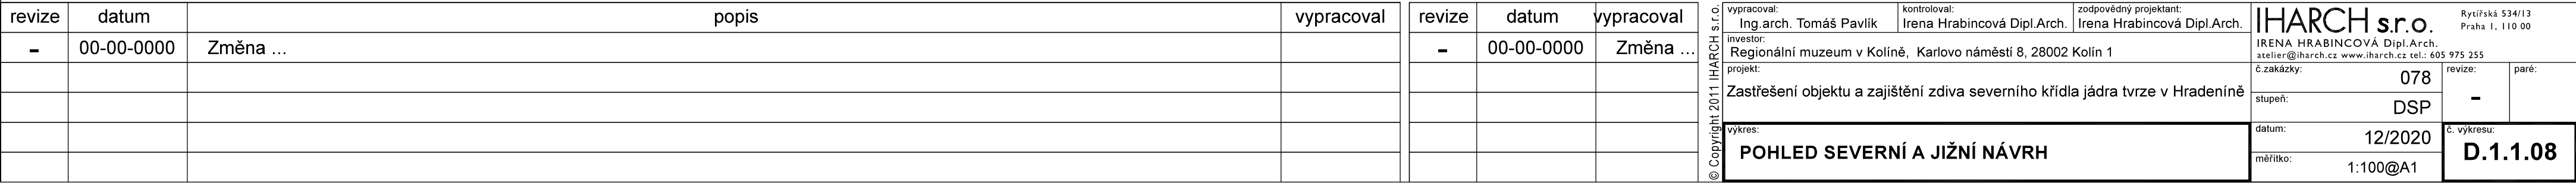 revize datum popis vypracoval
- 00-00-0000 Změna ...
revize datum vypracoval
- 00-00-0000 Změna ...
© Copyright 2011 IHARCH s.r.o.
vypracoval: kontroloval: zodpovědný projektant:
Ing.arch. Tomáš Pavlík Irena Hrabincová Dipl.Arch. Irena Hrabincová Dipl.Arch.
investor:
Regionální muzeum v Kolíně, Karlovo náměstí 8, 28002 Kolín 1
projekt:
Zastřešení objektu a zajištění zdiva severního křídla jádra tvrze v Hradeníně
výkres:
POHLED SEVERNÍ A JIŽNÍ NÁVRH
IHARCH s.r.o.
Rytířská 534/13
Praha 1, 110 00
IRENA HRABINCOVÁ Dipl.Arch.
atelier@iharch.cz www.iharch.cz tel.: 605 975 255
č.zakázky: 078
revize: -
paré:
stupeň: DSP
datum: 12/2020
měřítko: 1:100@A1
č. výkresu:
D.1.1.08